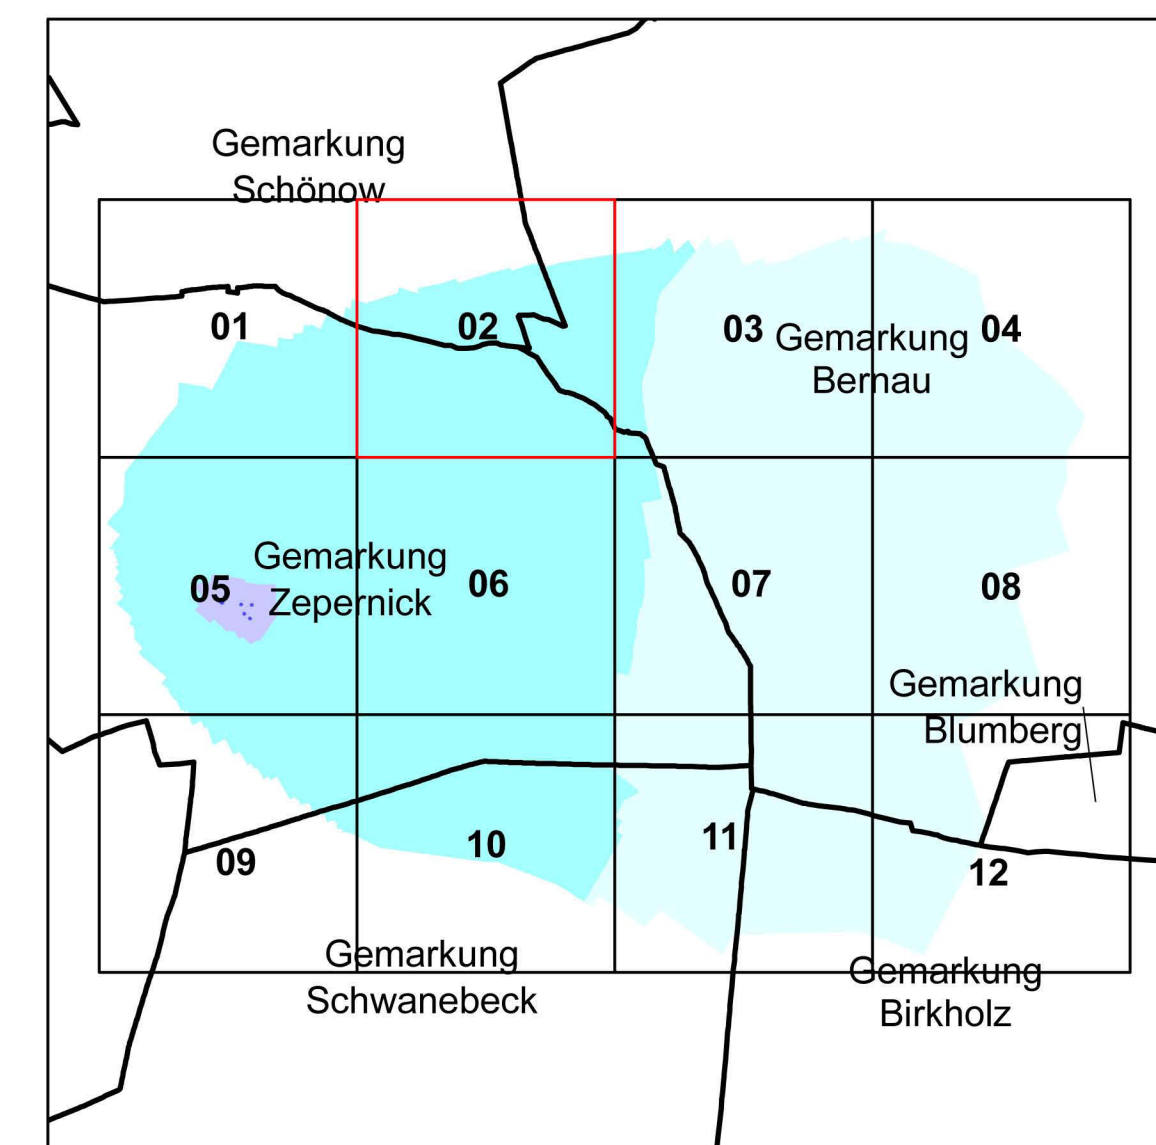 Gemarkung
Schönow
01
02
03
Gemarkung
Bernau
04
05
Gemarkung
Zepernick
06
07
08
Gemarkung
Blumberg
09
10
11
12
Gemarkung
Schwanebeck
Gemarkung
Birkholz